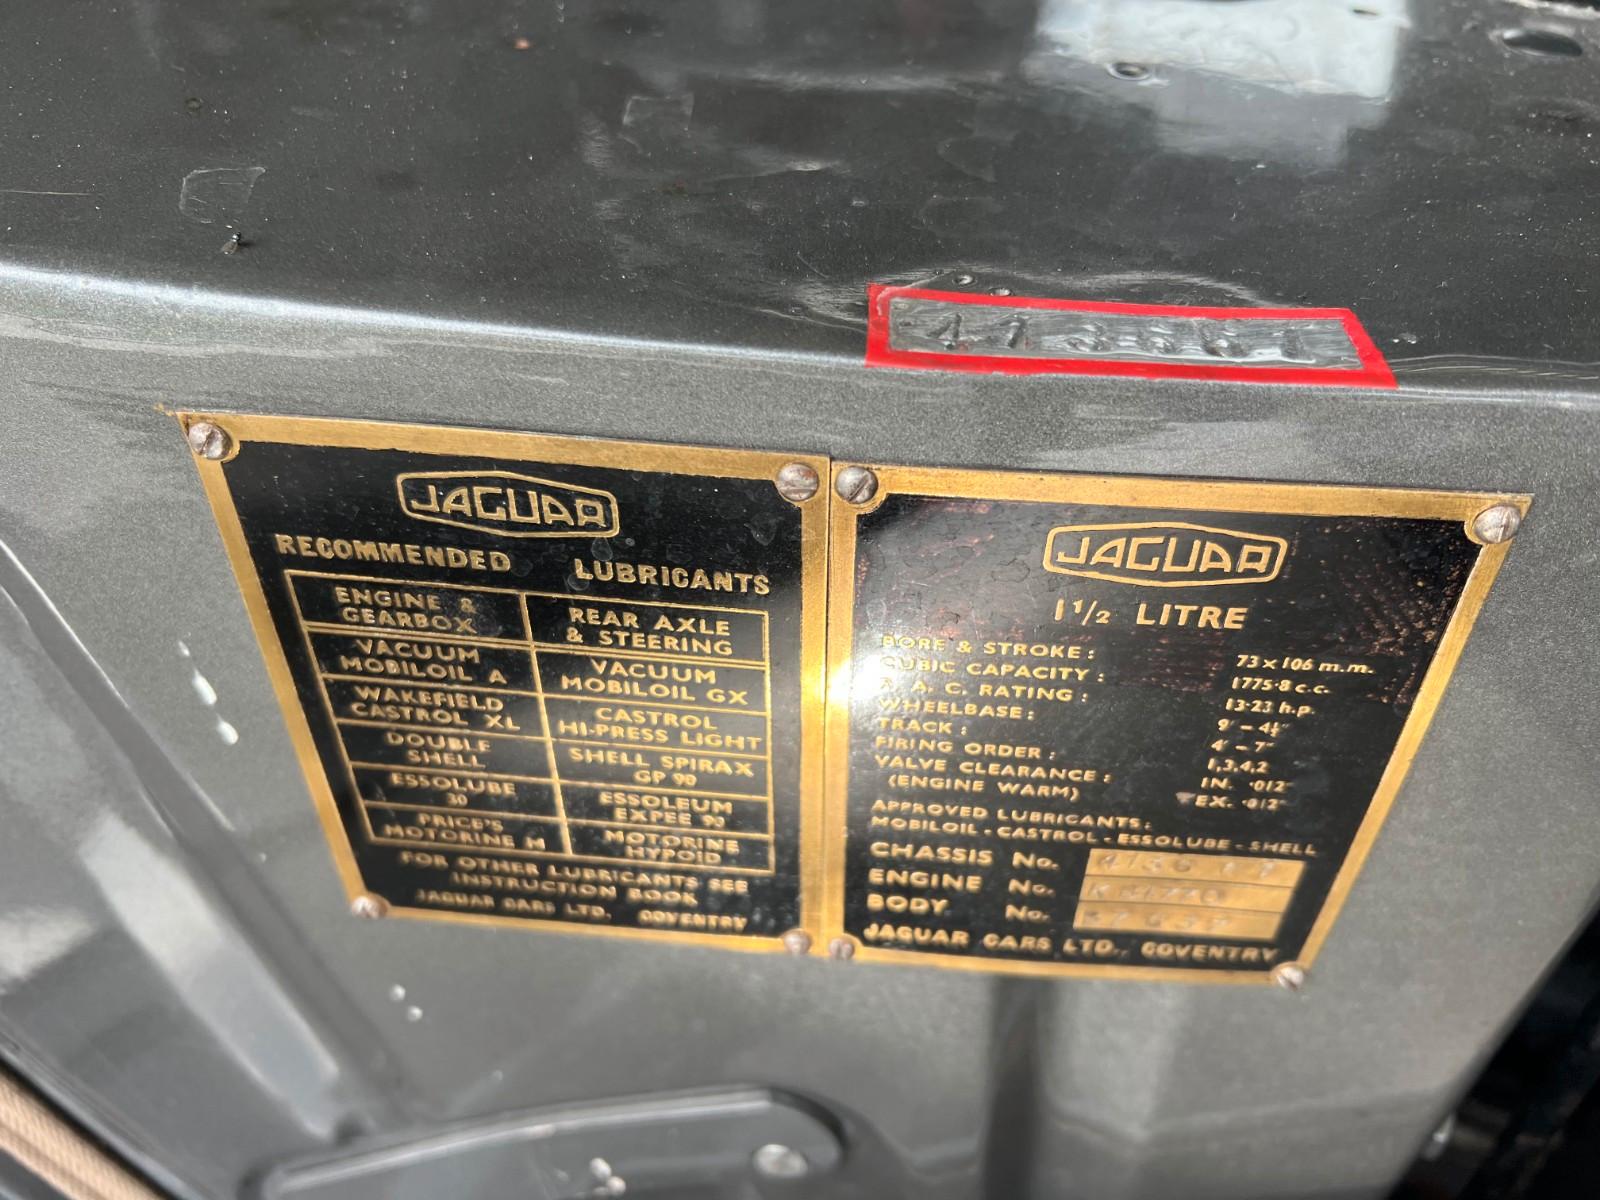 JAGUAR
RECOMMENDED LUBRICANTS
ENGINE & GEARBOX
REAR AXLE & STEERING
VACUUM MOBILOIL A
VACUUM MOBILOIL GX
WAKEFIELD CASTROL XL
CASTROL HI-PRESS LIGHT
DOUBLE SHELL
SHELL SPIRAX GP 90
ESSOLUBE 30
ESSOLEUM EXPEE 90
PRICE'S MOTORINE M
MOTORINE HYPOID
FOR OTHER LUBRICANTS SEE
INSTRUCTION BOOK
JAGUAR CARS LTD. COVENTRY
JAGUAR
1 1/2 LITRE
BORE & STROKE: 73 x 106 m.m.
CUBIC CAPACITY: 1775·8 c.c.
R. A. C. RATING: 13·23 h.p.
WHEELBASE: 9' – 4½"
TRACK: 4' – 7"
FIRING ORDER: 1,3,4,2
VALVE CLEARANCE: IN. ·012"
(ENGINE WARM) EX. ·012"
APPROVED LUBRICANTS:
MOBILOIL - CASTROL - ESSOLUBE - SHELL
CHASSIS No.
ENGINE No.
BODY No.
JAGUAR CARS LTD., COVENTRY